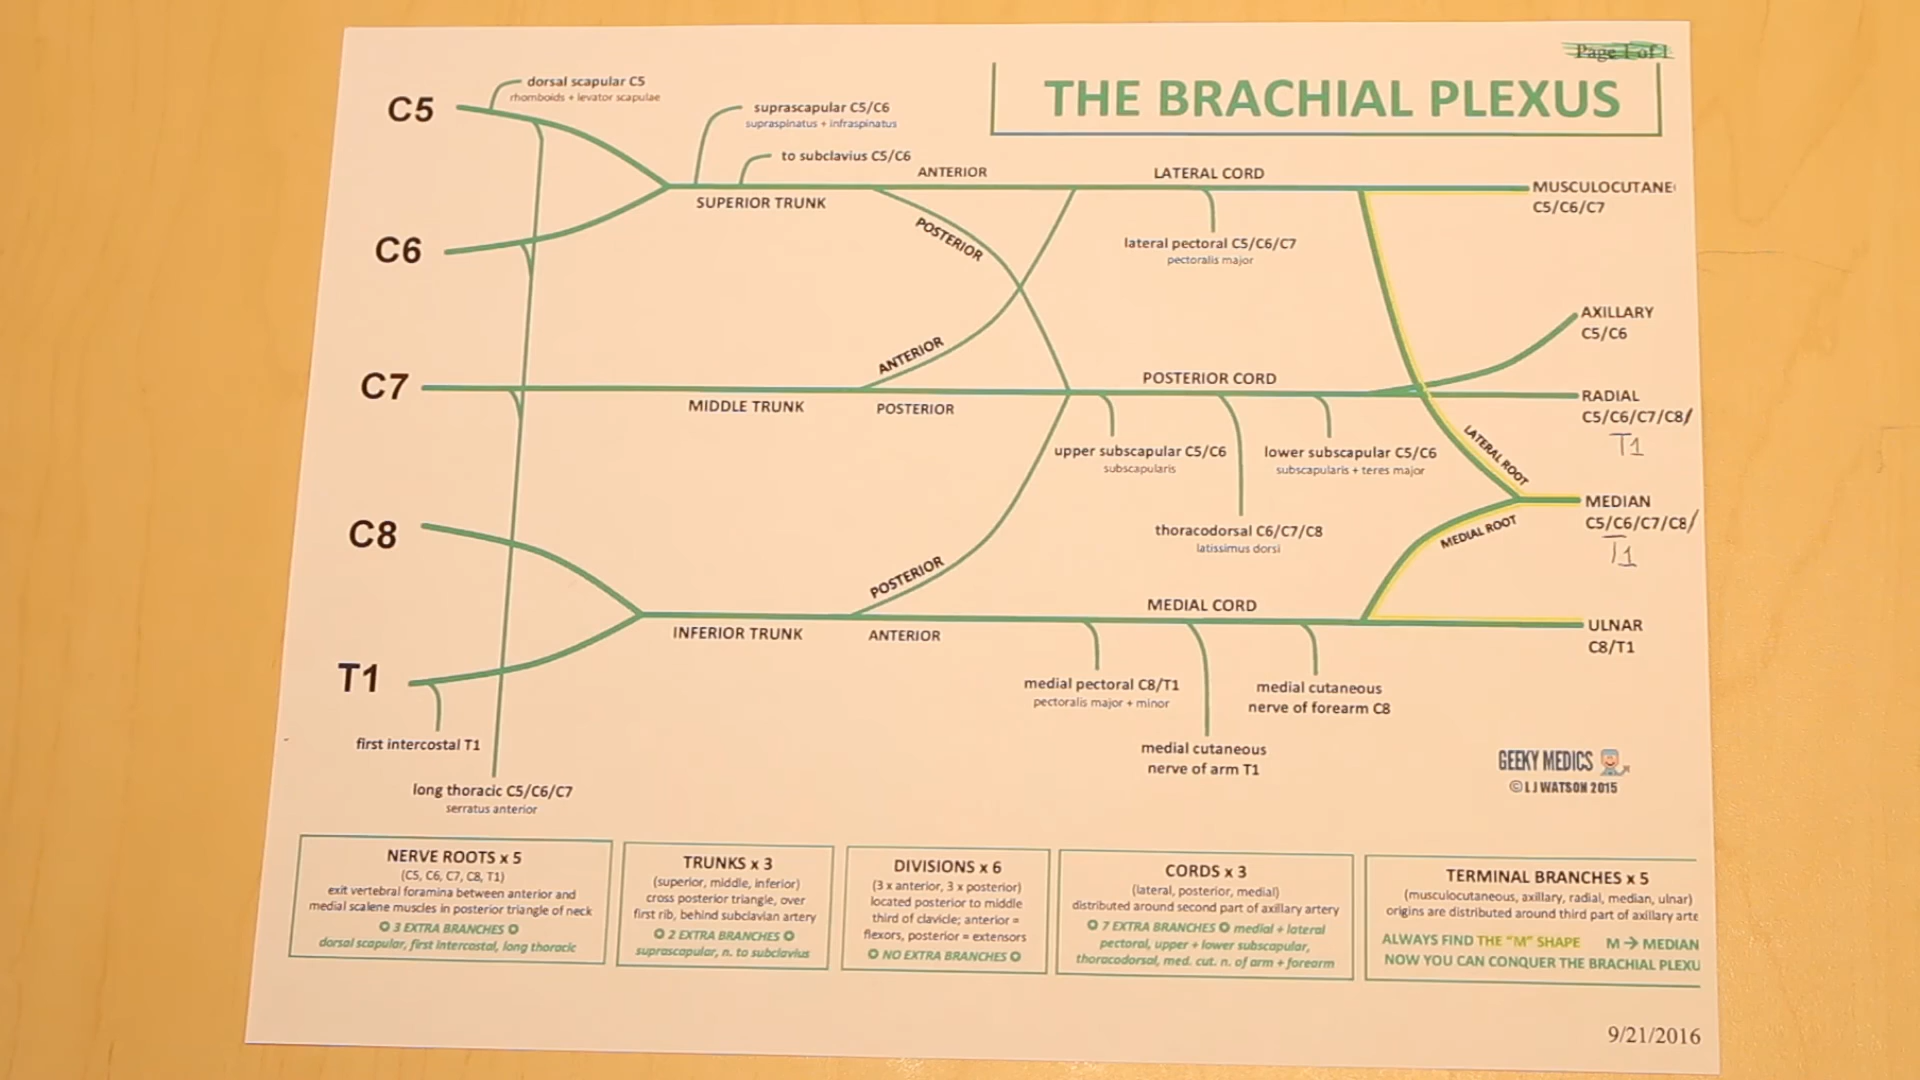 Page 1 of 1
THE BRACHIAL PLEXUS
C5
dorsal scapular C5
rhomboids + levator scapulae
suprascapular C5/C6
supraspinatus + infraspinatus
to subclavius C5/C6
ANTERIOR
LATERAL CORD
SUPERIOR TRUNK
MUSCULOCUTANE
C5/C6/C7
C6
POSTERIOR
lateral pectoral C5/C6/C7
pectoralis major
AXILLARY
C5/C6
ANTERIOR
C7
MIDDLE TRUNK
POSTERIOR
POSTERIOR CORD
RADIAL
C5/C6/C7/C8/
T1
upper subscapular C5/C6
subscapularis
lower subscapular C5/C6
subscapularis + teres major
LATERAL ROOT
thoracodorsal C6/C7/C8
latissimus dorsi
MEDIAN
C5/C6/C7/C8/
T1
MEDIAL ROOT
C8
POSTERIOR
INFERIOR TRUNK
ANTERIOR
MEDIAL CORD
ULNAR
C8/T1
T1
medial pectoral C8/T1
pectoralis major + minor
medial cutaneous
nerve of forearm C8
medial cutaneous
nerve of arm T1
first intercostal T1
long thoracic C5/C6/C7
serratus anterior
GEEKY MEDICS
© L J WATSON 2015
NERVE ROOTS x 5
(C5, C6, C7, C8, T1)
exit vertebral foramina between anterior and
medial scalene muscles in posterior triangle of neck
3 EXTRA BRANCHES
dorsal scapular, first intercostal, long thoracic
TRUNKS x 3
(superior, middle, inferior)
cross posterior triangle, over
first rib, behind subclavian artery
2 EXTRA BRANCHES
suprascapular, n. to subclavius
DIVISIONS x 6
(3 x anterior, 3 x posterior)
located posterior to middle
third of clavicle; anterior =
flexors, posterior = extensors
NO EXTRA BRANCHES
CORDS x 3
(lateral, posterior, medial)
distributed around second part of axillary artery
7 EXTRA BRANCHES medial + lateral
pectoral, upper + lower subscapular,
thoracodorsal, med. cut. n. of arm + forearm
TERMINAL BRANCHES x 5
(musculocutaneous, axillary, radial, median, ulnar)
origins are distributed around third part of axillary arte
ALWAYS FIND THE "M" SHAPE M → MEDIAN
NOW YOU CAN CONQUER THE BRACHIAL PLEXU
9/21/2016